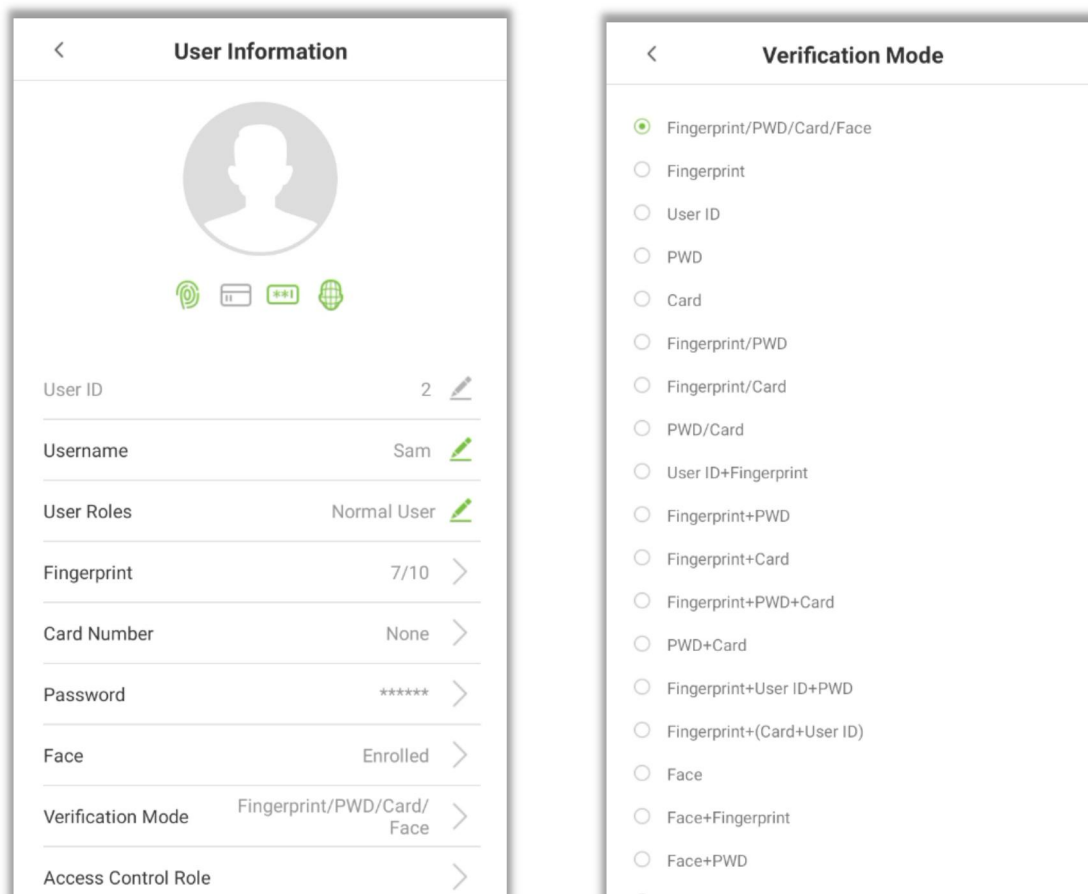 User Information
**|
User ID 2
Username Sam
User Roles Normal User
Fingerprint 7/10
Card Number None
Password ******
Face Enrolled
Verification Mode Fingerprint/PWD/Card/
Face
Access Control Role
Verification Mode
Fingerprint/PWD/Card/Face
Fingerprint
User ID
PWD
Card
Fingerprint/PWD
Fingerprint/Card
PWD/Card
User ID+Fingerprint
Fingerprint+PWD
Fingerprint+Card
Fingerprint+PWD+Card
PWD+Card
Fingerprint+User ID+PWD
Fingerprint+(Card+User ID)
Face
Face+Fingerprint
Face+PWD